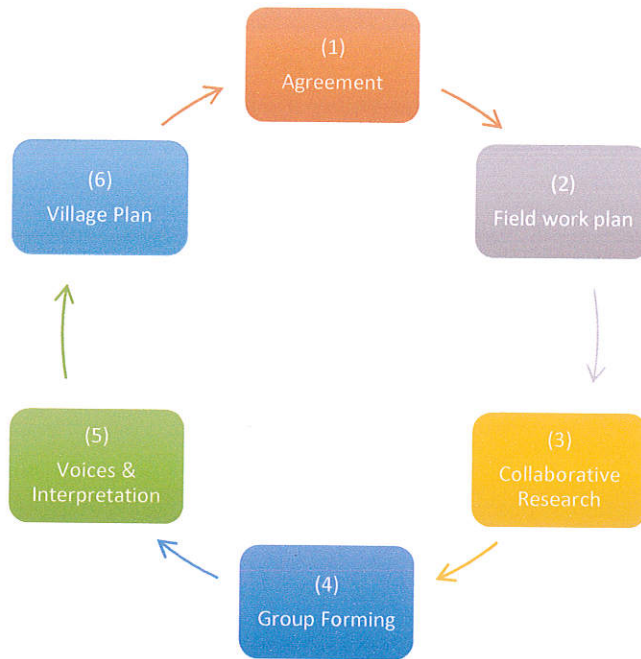 (1)
Agreement
(2)
Field work plan
(3)
Collaborative
Research
(4)
Group Forming
(5)
Voices &
Interpretation
(6)
Village Plan